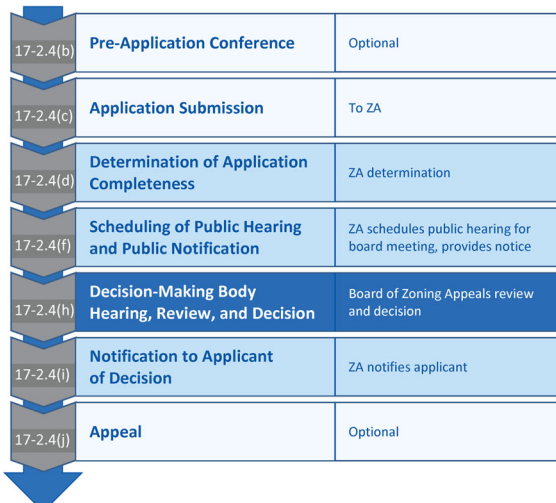 17-2.4(b)
Pre-Application Conference
Optional
17-2.4(c)
Application Submission
To ZA
17-2.4(d)
Determination of Application
Completeness
ZA determination
17-2.4(f)
Scheduling of Public Hearing
and Public Notification
ZA schedules public hearing for
board meeting, provides notice
17-2.4(h)
Decision-Making Body
Hearing, Review, and Decision
Board of Zoning Appeals review
and decision
17-2.4(i)
Notification to Applicant
of Decision
ZA notifies applicant
17-2.4(j)
Appeal
Optional